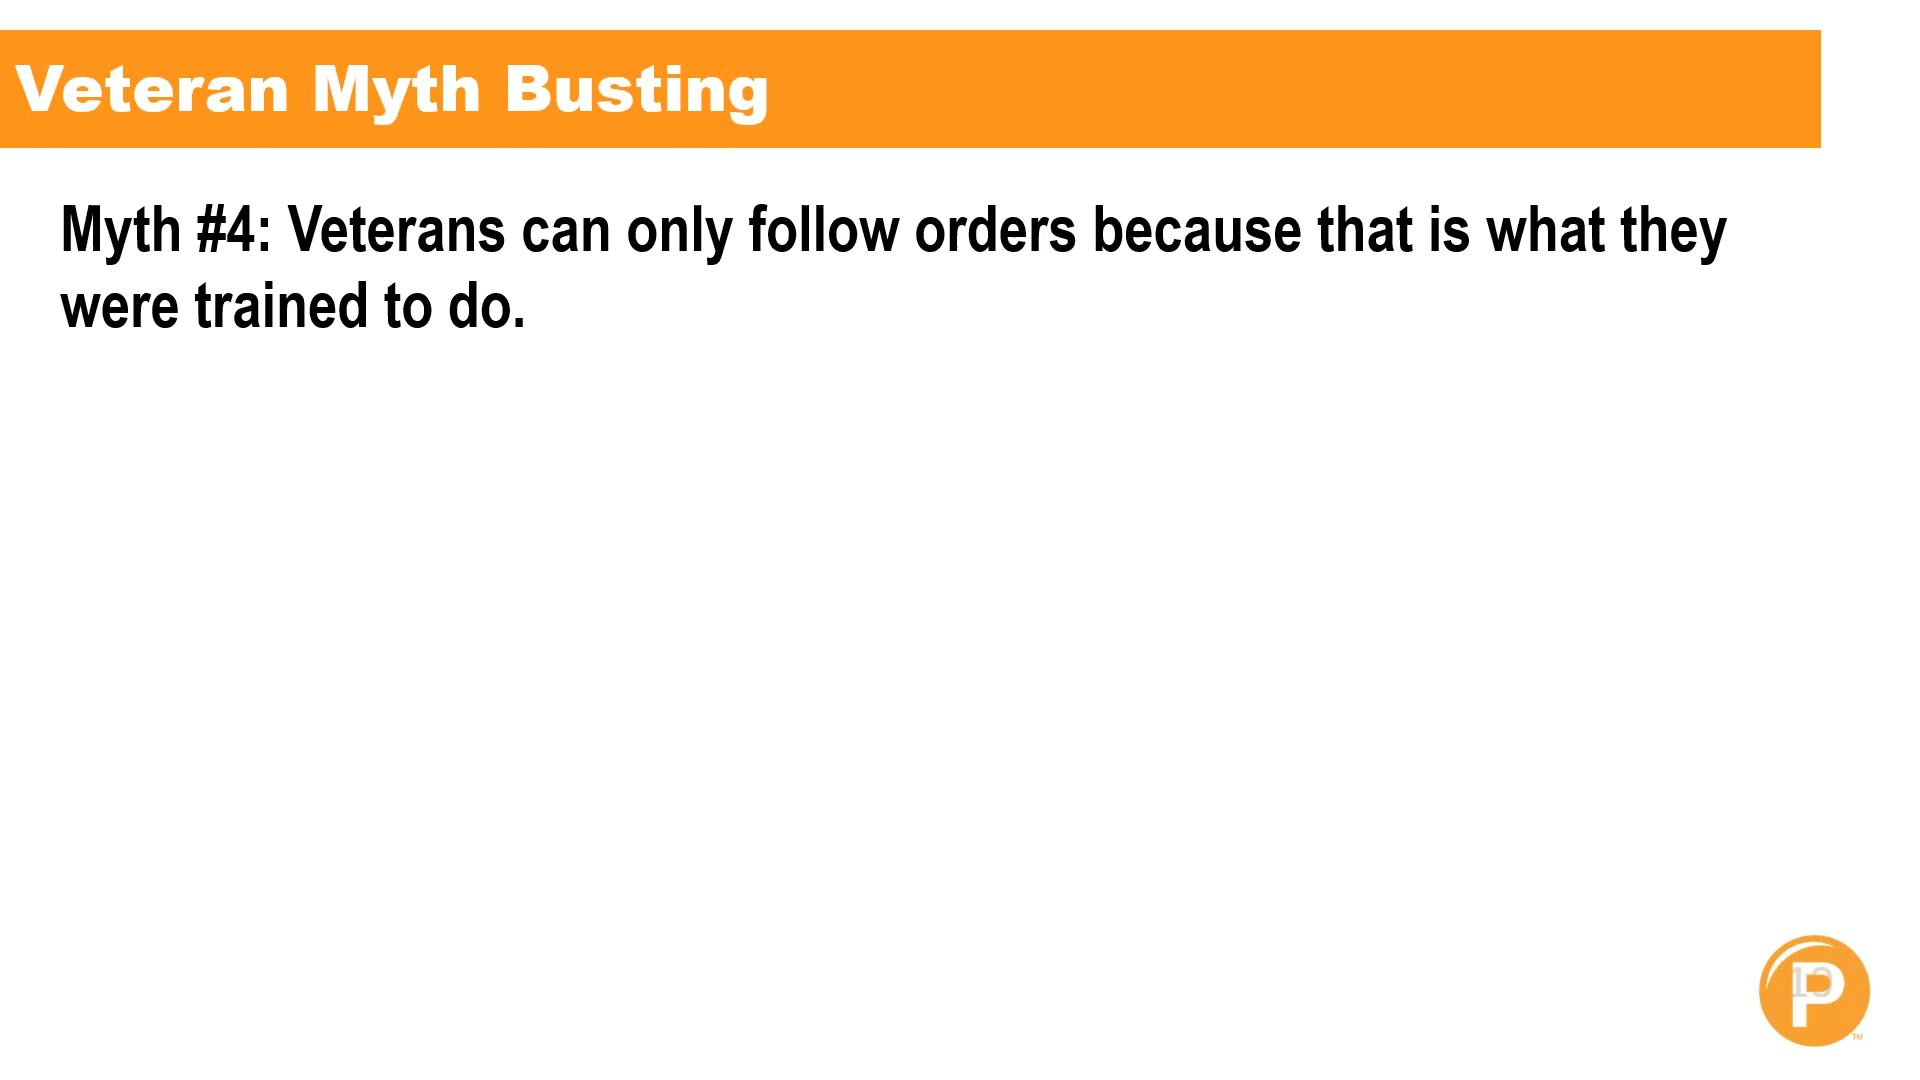 Veteran Myth Busting
Myth #4: Veterans can only follow orders because that is what they
were trained to do.
P
TM